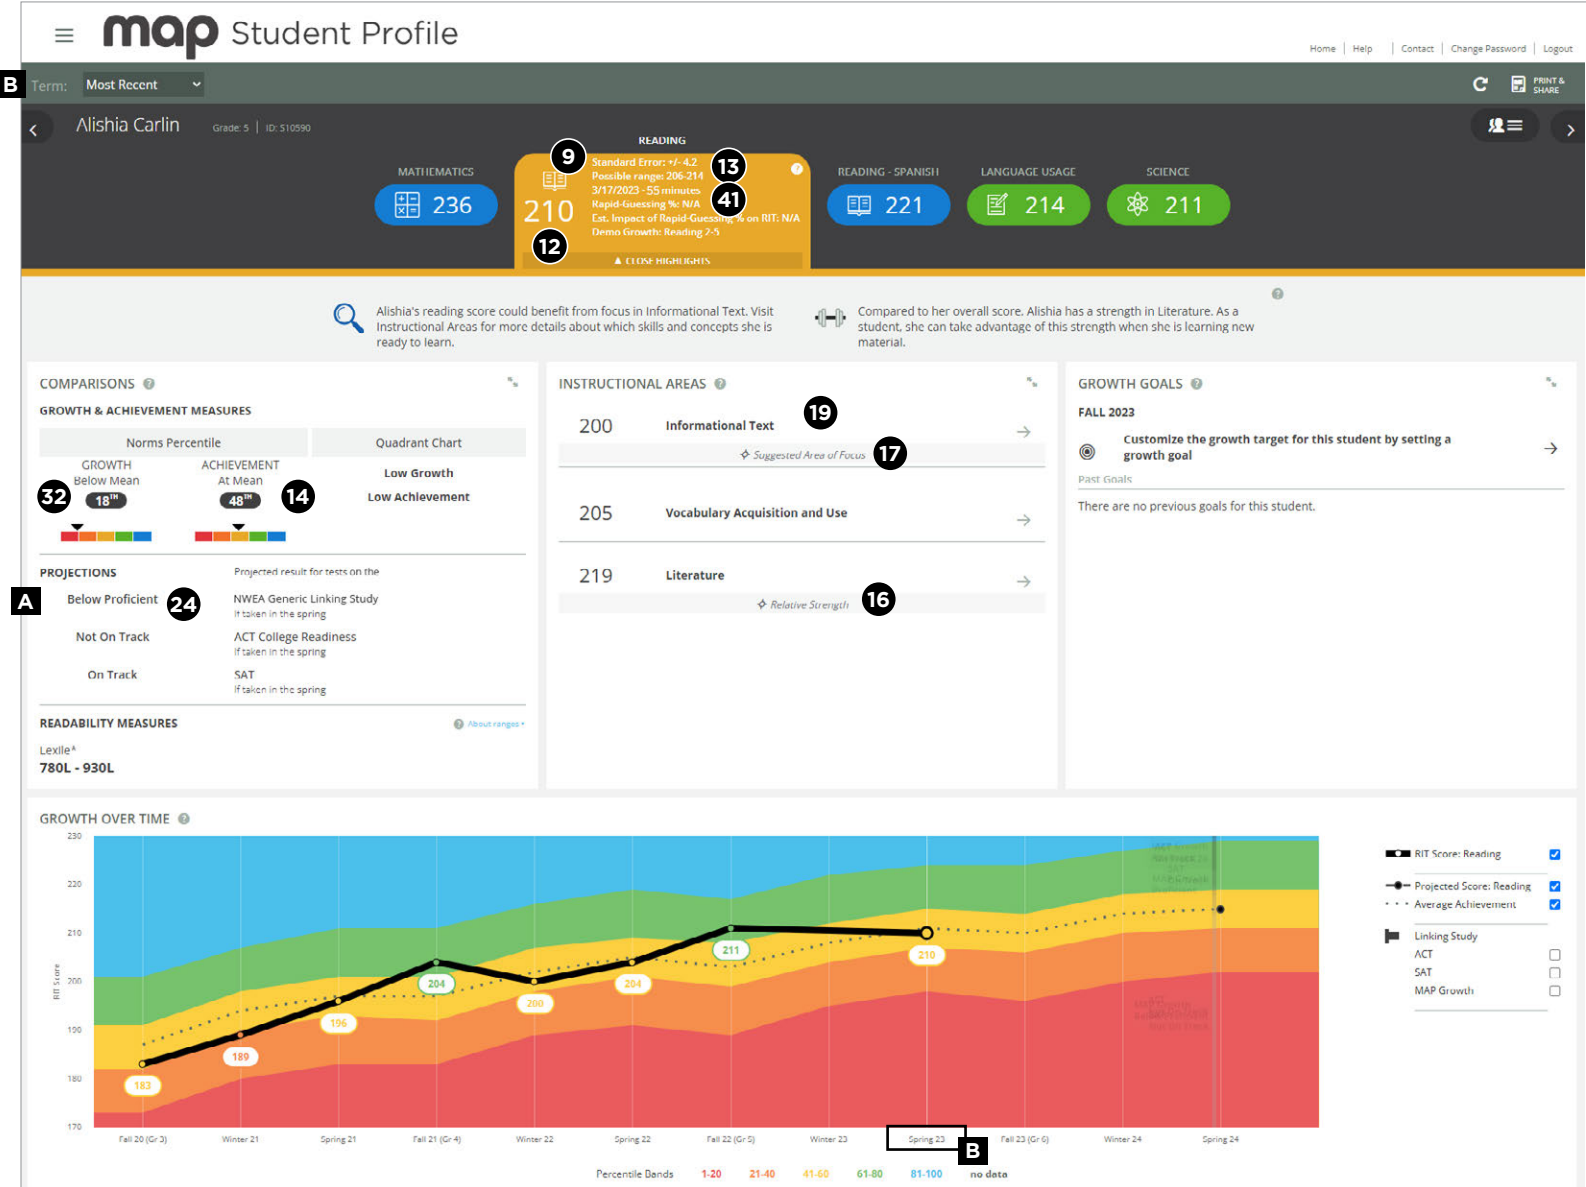 map Student Profile
Home | Help | Contact | Change Password | Logout
B Term: Most Recent
PRINT & SHARE
Alishia Carlin Grade: 5 | ID: S10590
READING
MATHEMATICS
236
9
Standard Error: +/- 4.2
13
Possible range: 206-214
3/17/2023 - 55 minutes
41
Rapid-Guessing %: N/A
210
Est. Impact of Rapid-Guessing % on RIT: N/A
12
Demo Growth: Reading 2-5
▲ CLOSE HIGHLIGHTS
READING - SPANISH
221
LANGUAGE USAGE
214
SCIENCE
211
Alishia's reading score could benefit from focus in Informational Text. Visit
Instructional Areas for more details about which skills and concepts she is
ready to learn.
Compared to her overall score, Alishia has a strength in Literature. As a
student, she can take advantage of this strength when she is learning new
material.
COMPARISONS
GROWTH & ACHIEVEMENT MEASURES
Norms Percentile
Quadrant Chart
GROWTH
Below Mean
32
18TH
ACHIEVEMENT
At Mean
48TH
14
Low Growth
Low Achievement
PROJECTIONS
Projected result for tests on the
A
Below Proficient
24
NWEA Generic Linking Study
If taken in the spring
Not On Track
ACT College Readiness
If taken in the spring
On Track
SAT
If taken in the spring
READABILITY MEASURES
About ranges
Lexile
780L - 930L
INSTRUCTIONAL AREAS
200 Informational Text
19
Suggested Area of Focus
17
205 Vocabulary Acquisition and Use
219 Literature
Relative Strength
16
GROWTH GOALS
FALL 2023
Customize the growth target for this student by setting a
growth goal
Past Goals
There are no previous goals for this student.
GROWTH OVER TIME
230
220
210
200
190
180
170
RIT Score
183
189
196
204
200
204
211
210
Fall 20 (Gr 3)
Winter 21
Spring 21
Fall 21 (Gr 4)
Winter 22
Spring 22
Fall 22 (Gr 5)
Winter 23
Spring 23
B
Fall 23 (Gr 6)
Winter 24
Spring 24
Percentile Bands 1-20 21-40 41-60 61-80 81-100 no data
RIT Score: Reading
Projected Score: Reading
Average Achievement
Linking Study
ACT
SAT
MAP Growth